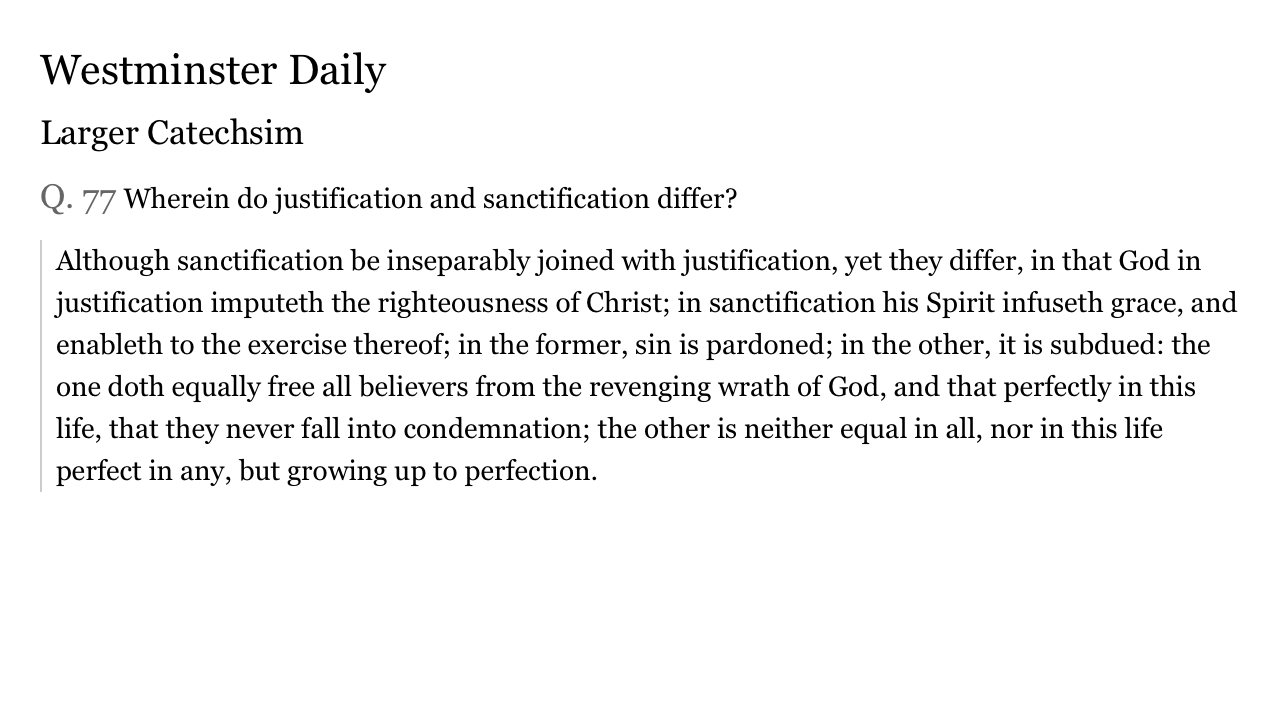 Westminster Daily
Larger Catechsim
Q. 77 Wherein do justification and sanctification differ?
Although sanctification be inseparably joined with justification, yet they differ, in that God in
justification imputeth the righteousness of Christ; in sanctification his Spirit infuseth grace, and
enableth to the exercise thereof; in the former, sin is pardoned; in the other, it is subdued: the
one doth equally free all believers from the revenging wrath of God, and that perfectly in this
life, that they never fall into condemnation; the other is neither equal in all, nor in this life
perfect in any, but growing up to perfection.